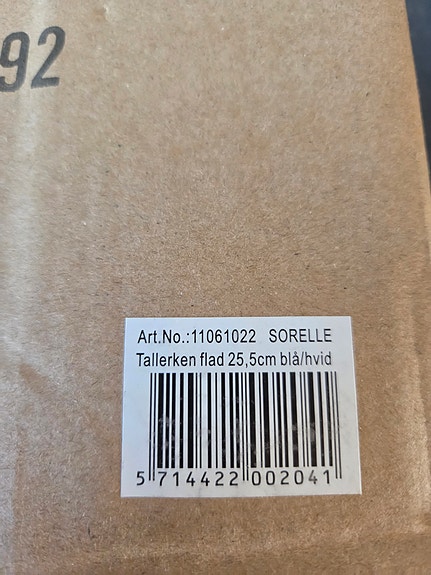 92
Art.No.:11061022 SORELLE
Tallerken flad 25,5cm blå/hvid
5 714422 002041